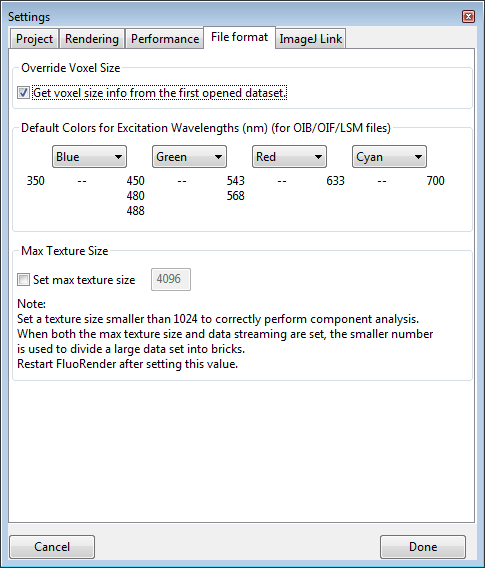 Settings
Project Rendering Performance File format ImageJ Link
Override Voxel Size
Get voxel size info from the first opened dataset.
Default Colors for Excitation Wavelengths (nm) (for OIB/OIF/LSM files)
Blue Green Red Cyan
350 -- 450 -- 543 -- 633 -- 700
480 568
488
Max Texture Size
Set max texture size 4096
Note:
Set a texture size smaller than 1024 to correctly perform component analysis.
When both the max texture size and data streaming are set, the smaller number
is used to divide a large data set into bricks.
Restart FluoRender after setting this value.
Cancel Done